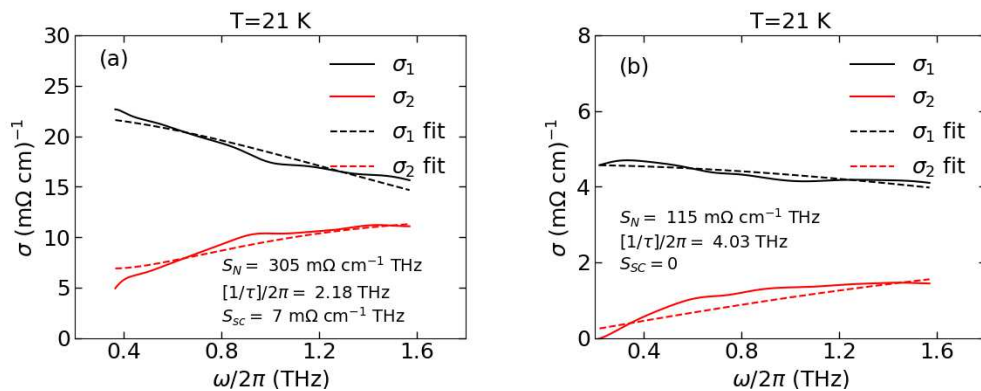 T=21 K
(a)
σ₁
σ₂
σ₁ fit
σ₂ fit
S_N = 305 mΩ cm⁻¹ THz
[1/τ]/2π = 2.18 THz
S_sc = 7 mΩ cm⁻¹ THz
30
25
20
15
10
5
0
σ (mΩ cm)⁻¹
0.4 0.8 1.2 1.6
ω/2π (THz)
T=21 K
(b)
σ₁
σ₂
σ₁ fit
σ₂ fit
S_N = 115 mΩ cm⁻¹ THz
[1/τ]/2π = 4.03 THz
S_SC = 0
8
6
4
2
0
σ (mΩ cm)⁻¹
0.4 0.8 1.2 1.6
ω/2π (THz)